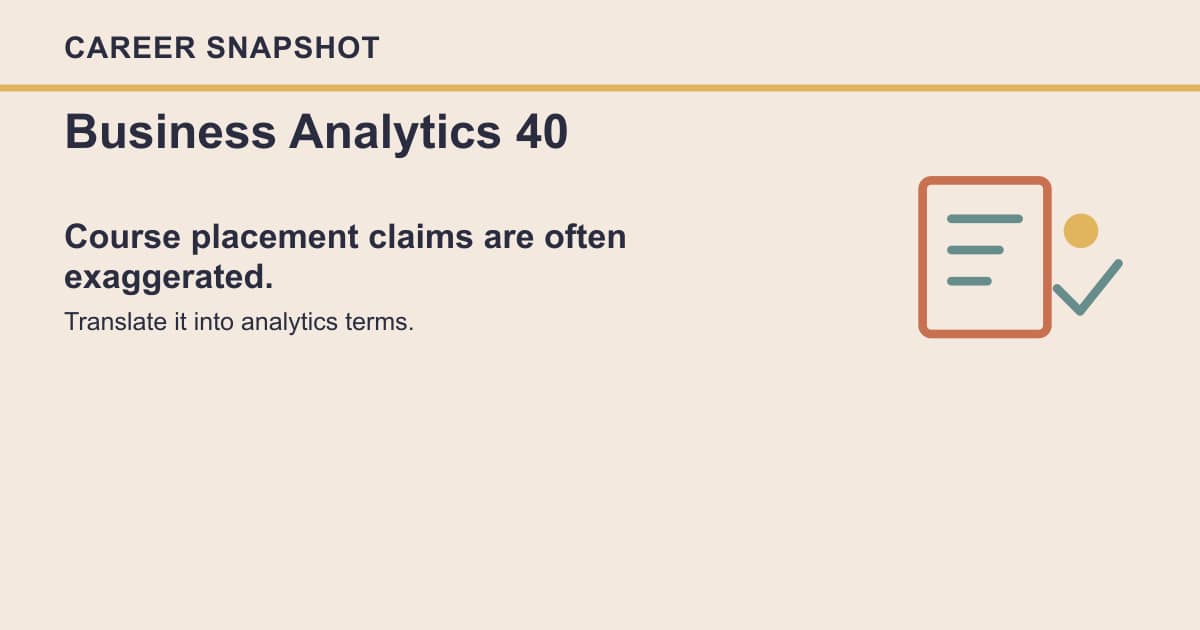 CAREER SNAPSHOT
Business Analytics 40
Course placement claims are often
exaggerated.
Translate it into analytics terms.